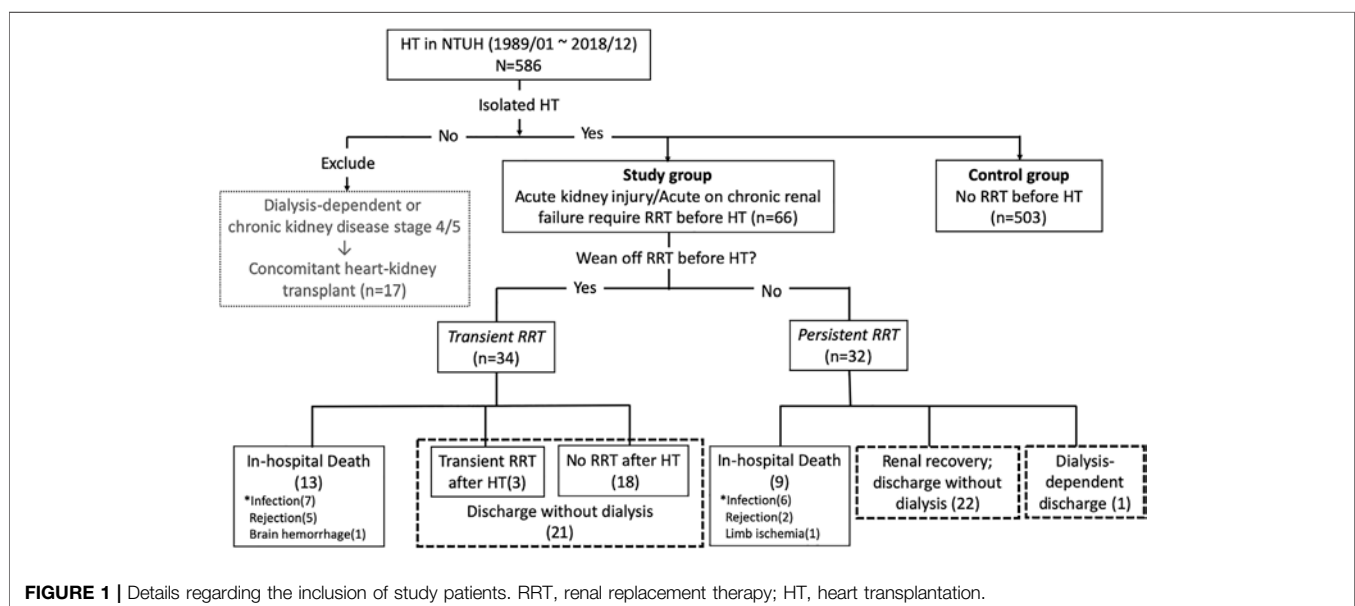 HT in NTUH (1989/01 ~ 2018/12)
N=586
Isolated HT
No
Yes
Exclude
Dialysis-dependent or
chronic kidney disease stage 4/5
↓
Concomitant heart-kidney
transplant (n=17)
Study group
Acute kidney injury/Acute on chronic renal
failure require RRT before HT (n=66)
Control group
No RRT before HT
(n=503)
Wean off RRT before HT?
Yes
No
Transient RRT
(n=34)
Persistent RRT
(n=32)
In-hospital Death
(13)
*Infection(7)
Rejection(5)
Brain hemorrhage(1)
Transient RRT
after HT(3)
No RRT after HT
(18)
Discharge without dialysis
(21)
In-hospital Death
(9)
*Infection(6)
Rejection(2)
Limb ischemia(1)
Renal recovery;
discharge without
dialysis (22)
Dialysis-
dependent
discharge (1)
FIGURE 1 | Details regarding the inclusion of study patients. RRT, renal replacement therapy; HT, heart transplantation.